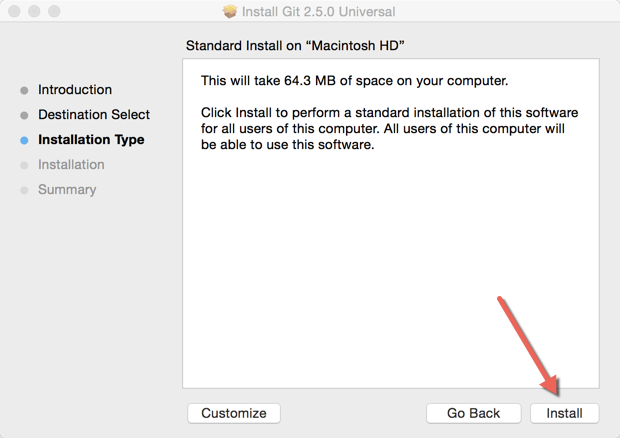 Install Git 2.5.0 Universal
Standard Install on “Macintosh HD”
Introduction
Destination Select
Installation Type
Installation
Summary
This will take 64.3 MB of space on your computer.
Click Install to perform a standard installation of this software
for all users of this computer. All users of this computer will
be able to use this software.
Customize
Go Back
Install